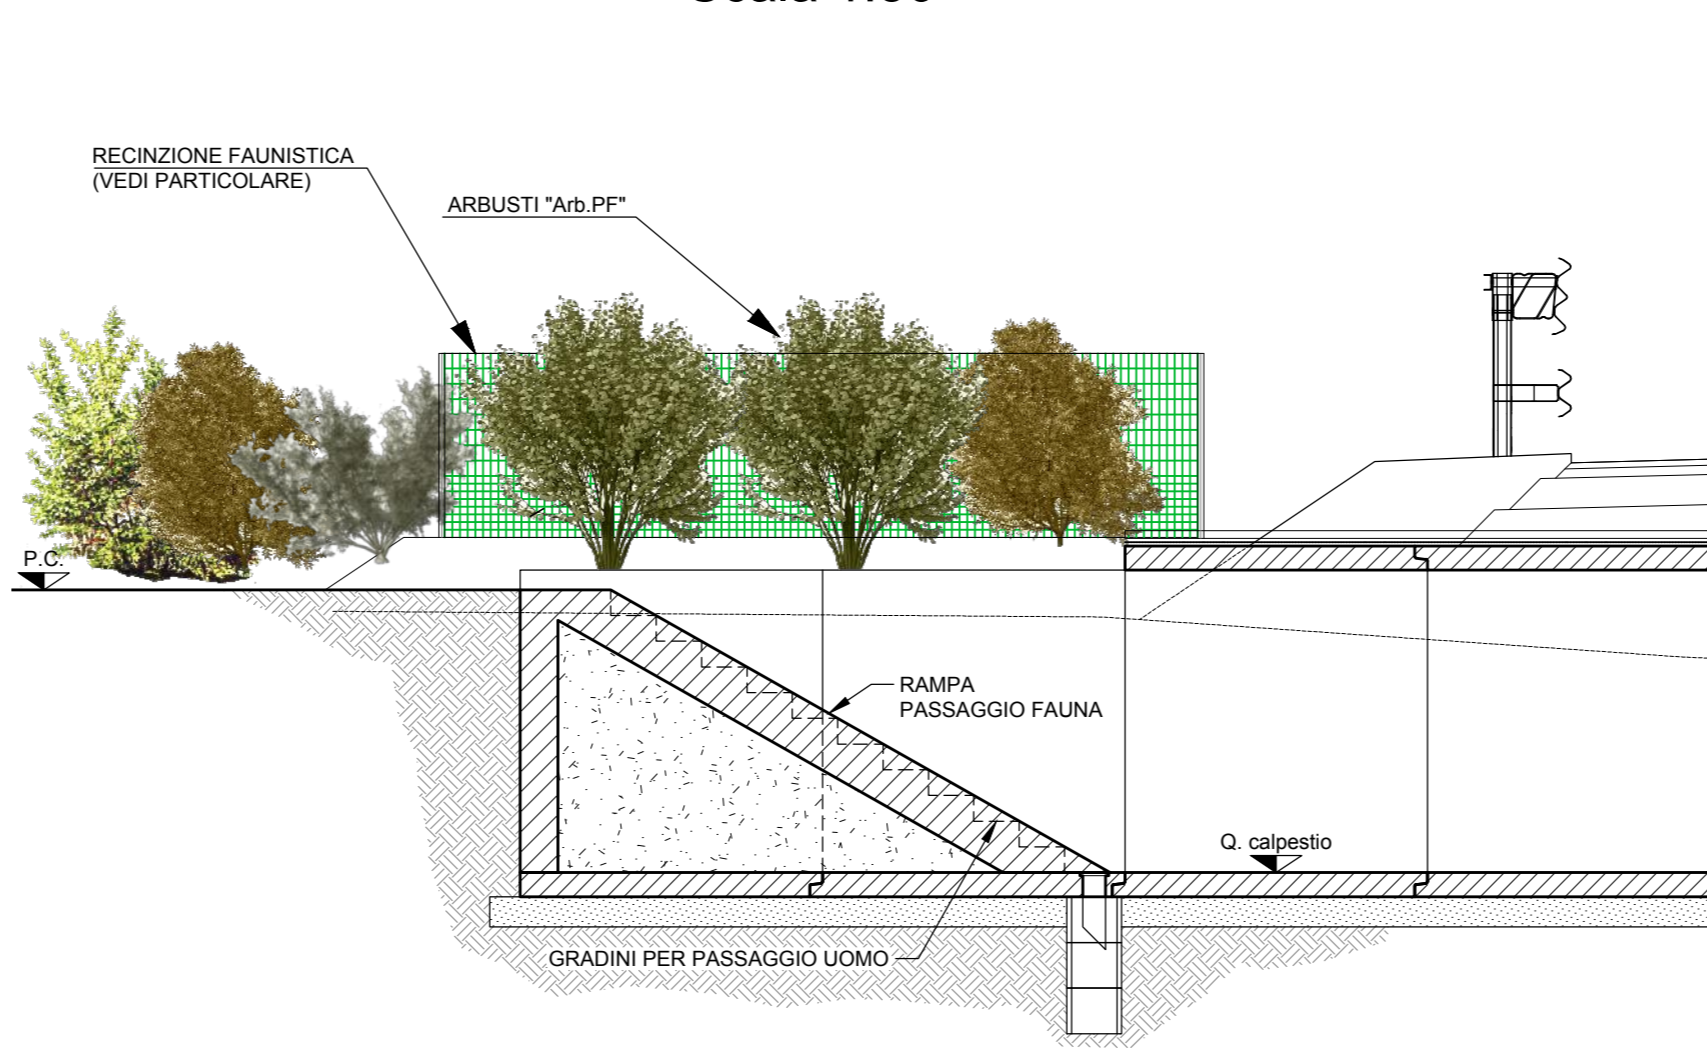 RECINZIONE FAUNISTICA
(VEDI PARTICOLARE)
ARBUSTI "Arb.PF"
P.C.
RAMPA
PASSAGGIO FAUNA
Q. calpestio
GRADINI PER PASSAGGIO UOMO